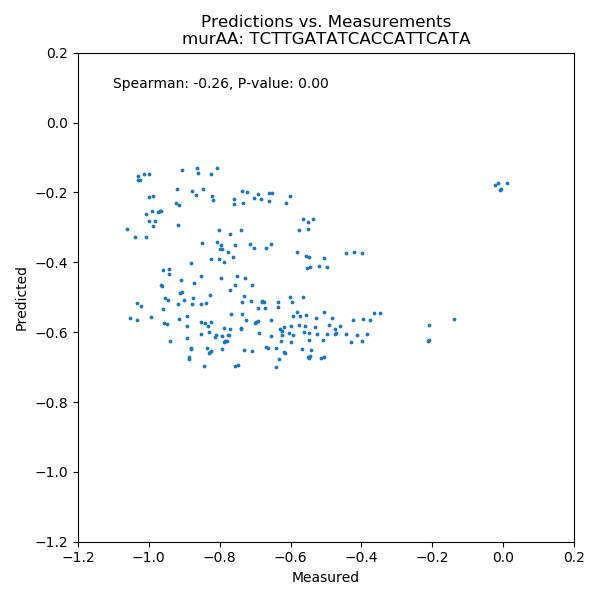 Predictions vs. Measurements
murAA: TCTTGATATCACCATTCATA
Spearman: -0.26, P-value: 0.00
0.2
0.0
−0.2
−0.4
−0.6
−0.8
−1.0
−1.2
Predicted
−1.2 −1.0 −0.8 −0.6 −0.4 −0.2 0.0 0.2
Measured